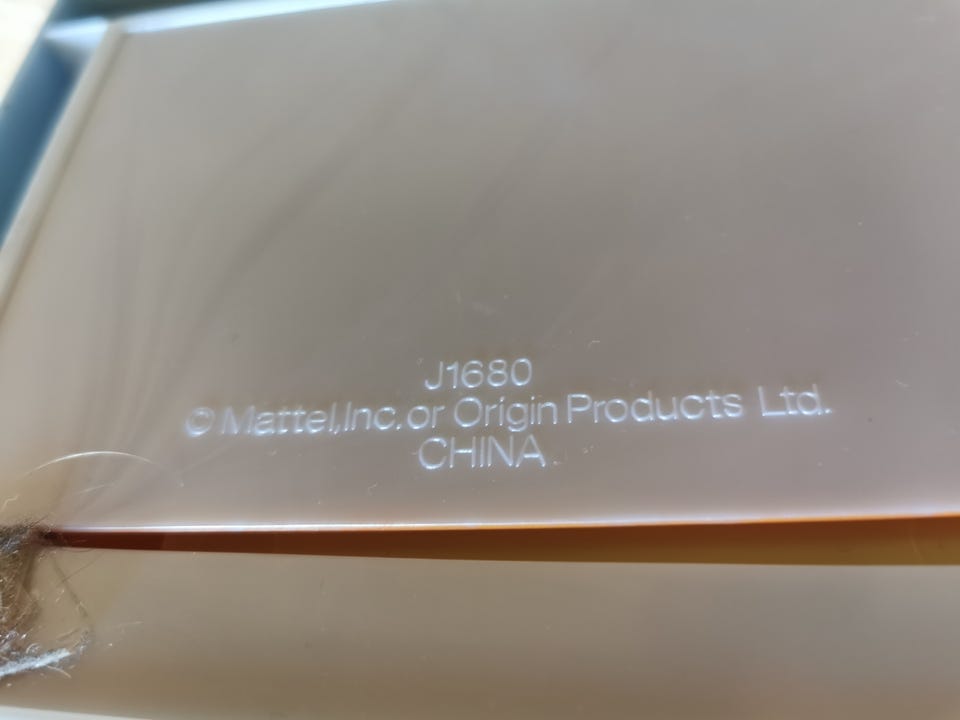 J1680
© Mattel,Inc.or Origin Products Ltd.
CHINA